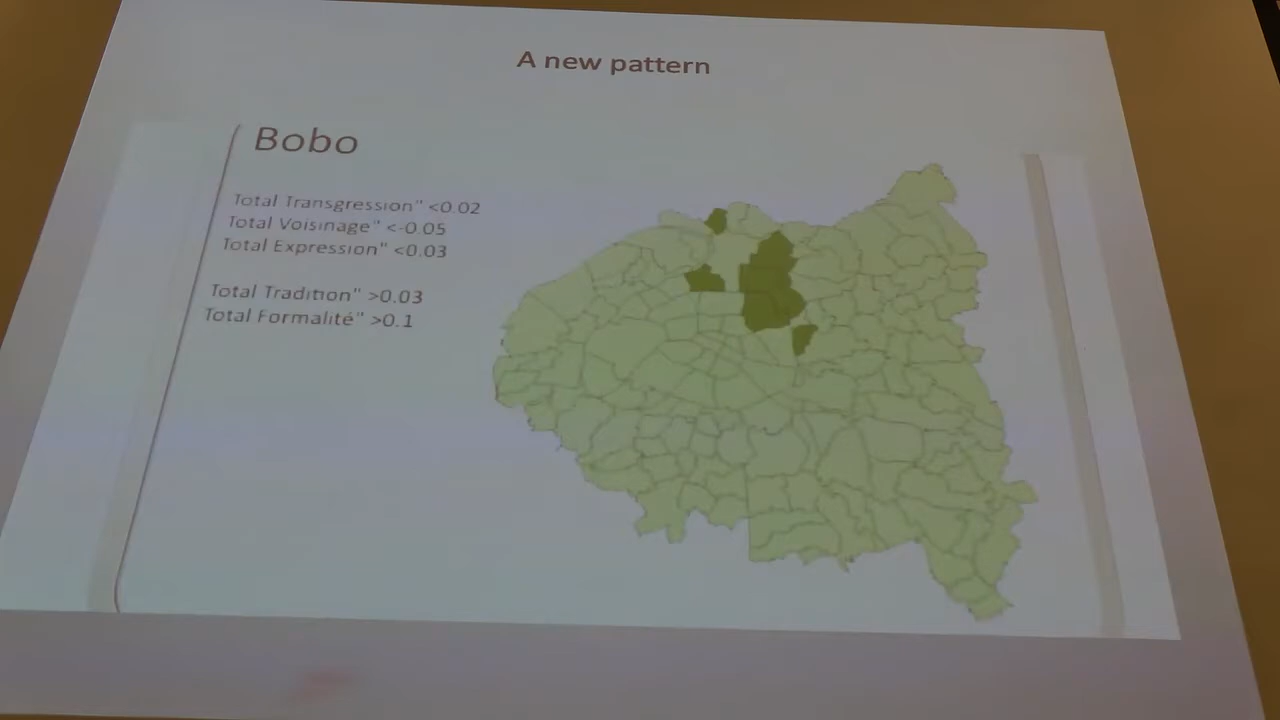 A new pattern
Bobo
Total Transgression" <0.02
Total Voisinage" <-0.05
Total Expression" <0.03
Total Tradition" >0.03
Total Formalité" >0.1